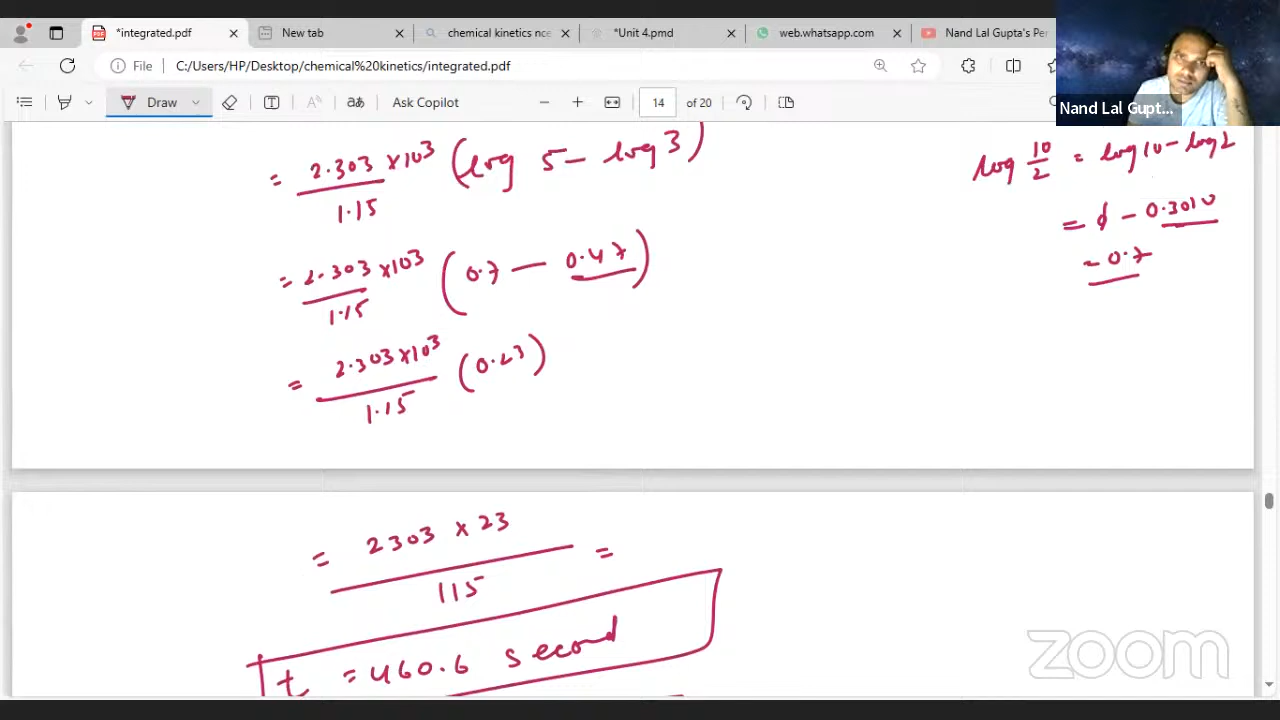 *integrated.pdf
New tab
chemical kinetics nce
*Unit 4.pmd
web.whatsapp.com
Nand Lal Gupta's Per
File
C:/Users/HP/Desktop/chemical%20kinetics/integrated.pdf
Draw
Ask Copilot
14 of 20
Nand Lal Gupt...
= 2.303 × 10³ / 1.15 (log 5 - log 3)
= 2.303 × 10³ / 1.15 (0.7 - 0.47)
= 2.303 × 10³ / 1.15 (0.23)
log 10/2 = log 10 - log 2
= 1 - 0.3010
= 0.7
= 2303 × 23 / 115 =
t = 460.6 second
zoom